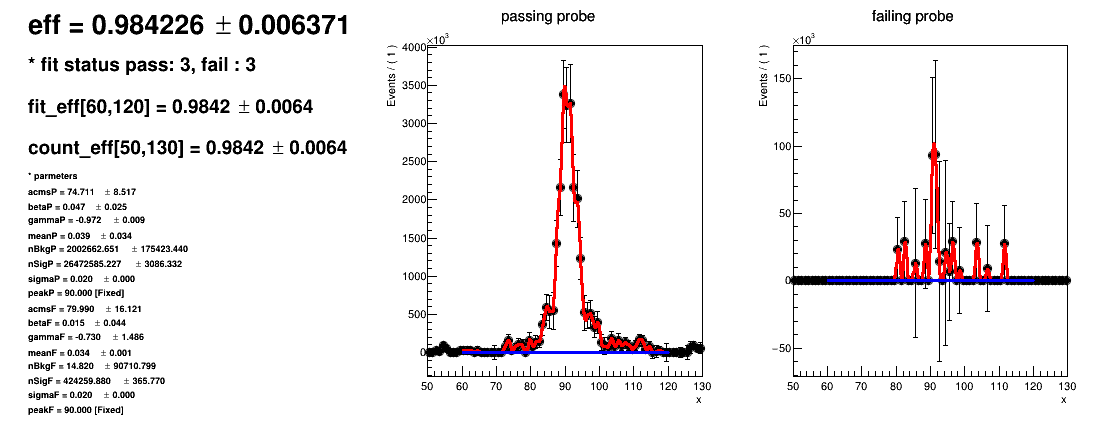 eff = 0.984226 ± 0.006371
* fit status pass: 3, fail : 3
fit_eff[60,120] = 0.9842 ± 0.0064
count_eff[50,130] = 0.9842 ± 0.0064
* parmeters
acmsP = 74.711 ± 8.517
betaP = 0.047 ± 0.025
gammaP = -0.972 ± 0.009
meanP = 0.039 ± 0.034
nBkgP = 2002662.651 ± 175423.440
nSigP = 26472585.227 ± 3086.332
sigmaP = 0.020 ± 0.000
peakP = 90.000 [Fixed]
acmsF = 79.990 ± 16.121
betaF = 0.015 ± 0.044
gammaF = -0.730 ± 1.486
meanF = 0.034 ± 0.001
nBkgF = 14.820 ± 90710.799
nSigF = 424259.880 ± 365.770
sigmaF = 0.020 ± 0.000
peakF = 90.000 [Fixed]
passing probe
×10³
Events / ( 1 )
4000
3500
3000
2500
2000
1500
1000
500
0
50 60 70 80 90 100 110 120 130
x
failing probe
×10³
Events / ( 1 )
150
100
50
0
−50
50 60 70 80 90 100 110 120 130
x